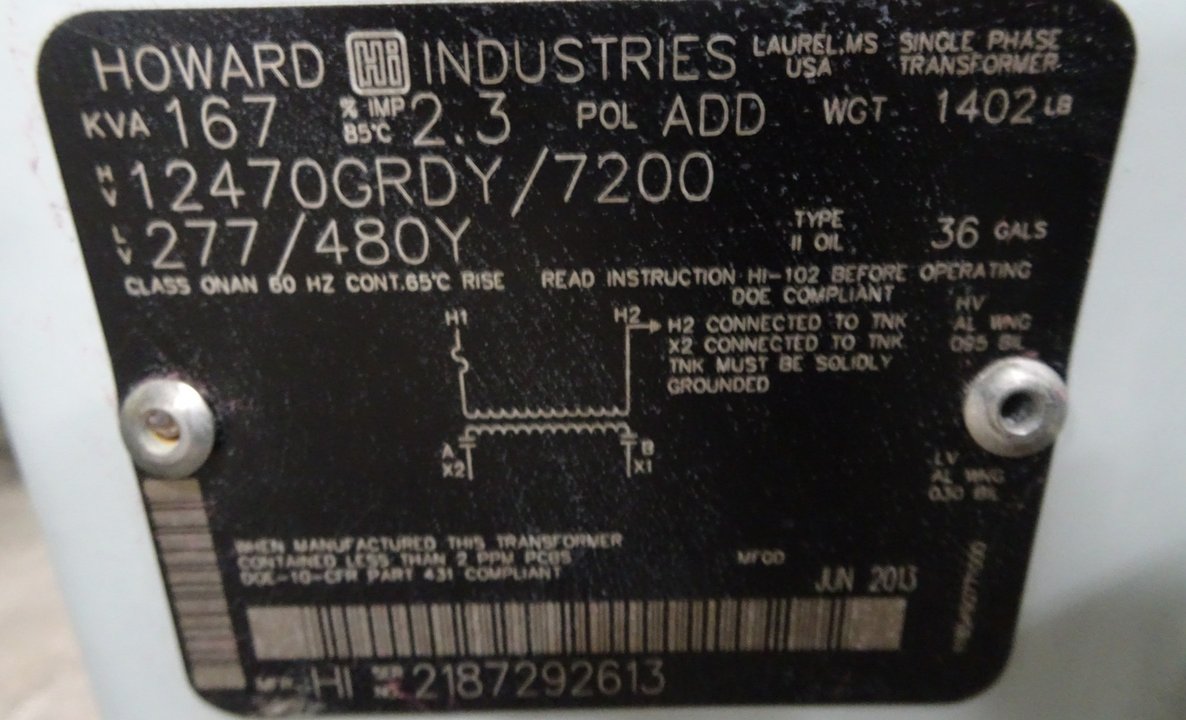 HOWARD Hi INDUSTRIES LAUREL,MS USA SINGLE PHASE TRANSFORMER
KVA 167 % IMP 85°C 2.3 POL ADD WGT 1402 LB
HV 12470GRDY/7200
LV 277/480Y TYPE II OIL 36 GALS
CLASS ONAN 60 HZ CONT.65°C RISE READ INSTRUCTION HI-102 BEFORE OPERATING
DOE COMPLIANT
H1 H2 H2 CONNECTED TO TNK
X2 CONNECTED TO TNK
TNK MUST BE SOLIDLY
GROUNDED
HV
AL WNG
095 BIL
A B
X2 X1
LV
AL WNG
030 BIL
WHEN MANUFACTURED THIS TRANSFORMER
CONTAINED LESS THAN 2 PPM PCBS
DOE-10-CFR PART 431 COMPLIANT
MFGD
JUN 2013
MFR. HI SER NO. 2187292613